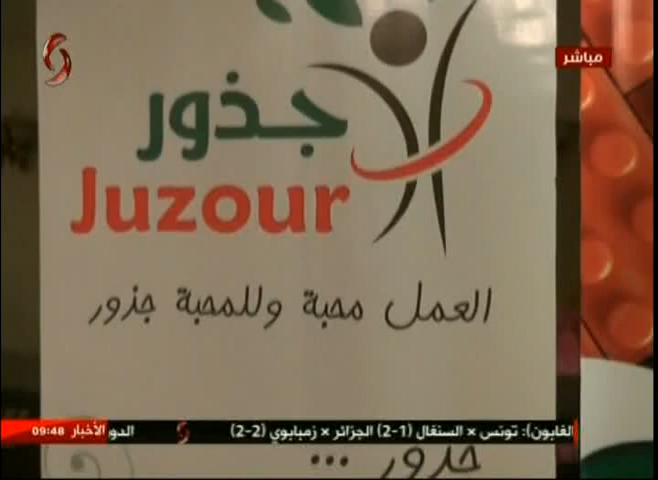 مباشر
جذور
Juzour
العمل محبة وللمحبة جذور
الغابون): تونس × السنغال (1-2) الجزائر × زمبابوي (2-2)
الدو
الأخبار 09:48
جذور ...